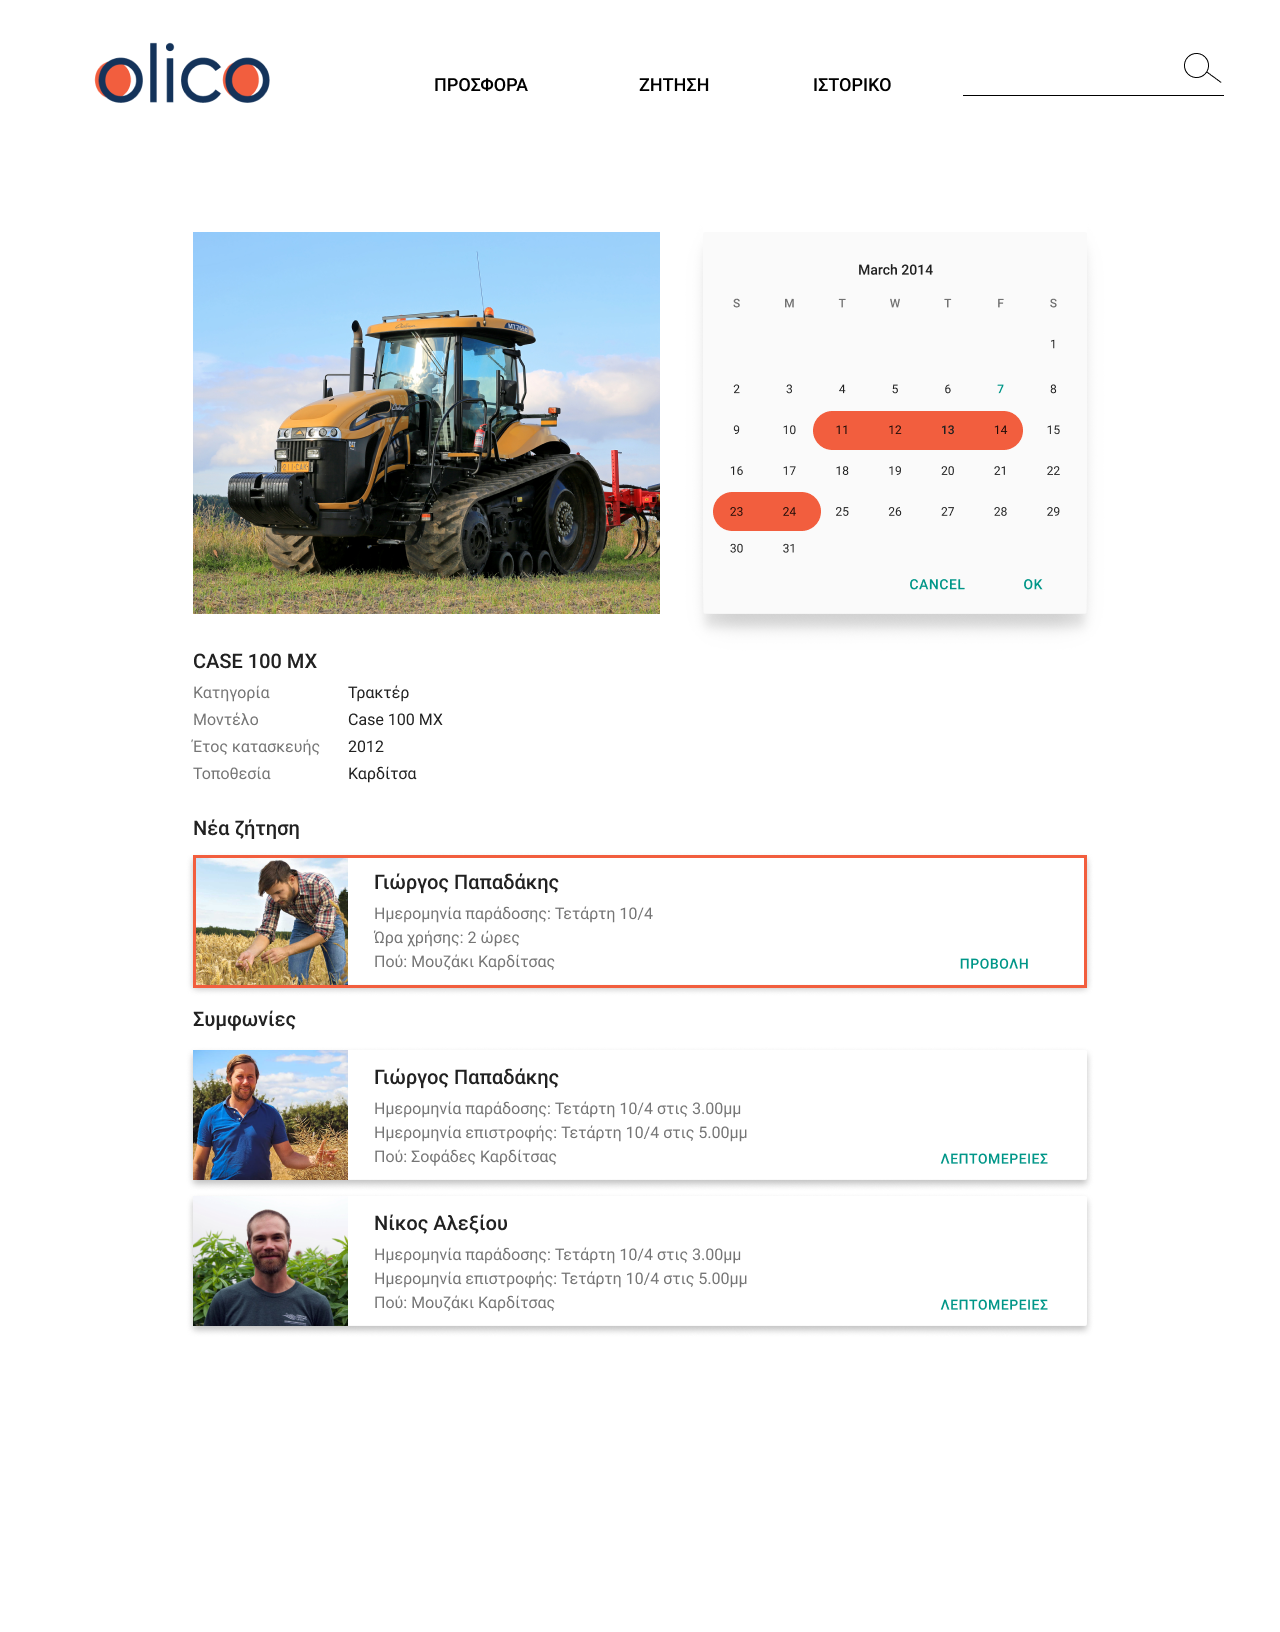 olico
ΠΡΟΣΦΟΡΑ ΖΗΤΗΣΗ ΙΣΤΟΡΙΚΟ
March 2014
S M T W T F S
1
2 3 4 5 6 7 8
9 10 11 12 13 14 15
16 17 18 19 20 21 22
23 24 25 26 27 28 29
30 31
CANCEL OK
CASE 100 MX
Κατηγορία Τρακτέρ
Μοντέλο Case 100 MX
Έτος κατασκευής 2012
Τοποθεσία Καρδίτσα
Νέα ζήτηση
Γιώργος Παπαδάκης
Ημερομηνία παράδοσης: Τετάρτη 10/4
Ώρα χρήσης: 2 ώρες
Πού: Μουζάκι Καρδίτσας
ΠΡΟΒΟΛΗ
Συμφωνίες
Γιώργος Παπαδάκης
Ημερομηνία παράδοσης: Τετάρτη 10/4 στις 3.00μμ
Ημερομηνία επιστροφής: Τετάρτη 10/4 στις 5.00μμ
Πού: Σοφάδες Καρδίτσας
ΛΕΠΤΟΜΕΡΕΙΕΣ
Νίκος Αλεξίου
Ημερομηνία παράδοσης: Τετάρτη 10/4 στις 3.00μμ
Ημερομηνία επιστροφής: Τετάρτη 10/4 στις 5.00μμ
Πού: Μουζάκι Καρδίτσας
ΛΕΠΤΟΜΕΡΕΙΕΣ